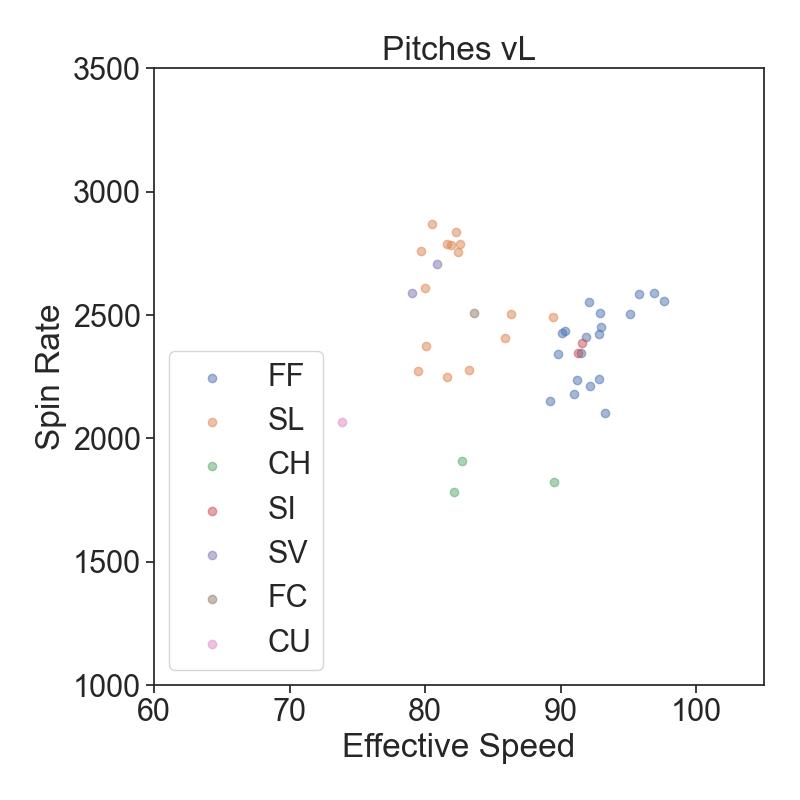 Pitches vL
3500
3000
2500
2000
1500
1000
Spin Rate
FF
SL
CH
SI
SV
FC
CU
60 70 80 90 100
Effective Speed